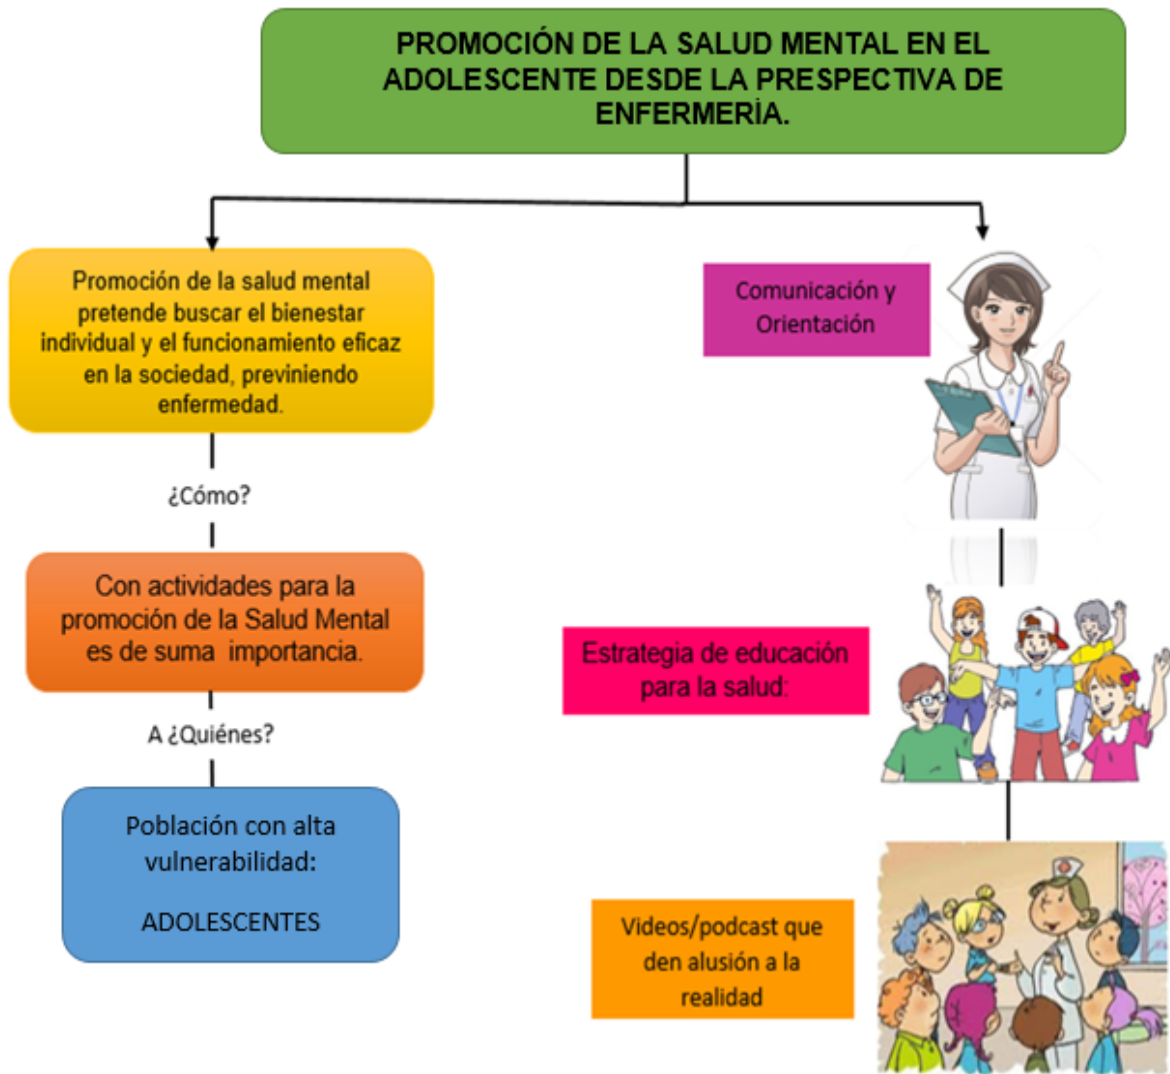 PROMOCIÓN DE LA SALUD MENTAL EN EL
ADOLESCENTE DESDE LA PRESPECTIVA DE
ENFERMERÍA.
Promoción de la salud mental
pretende buscar el bienestar
individual y el funcionamiento eficaz
en la sociedad, previniendo
enfermedad.
¿Cómo?
Con actividades para la
promoción de la Salud Mental
es de suma importancia.
A ¿Quiénes?
Población con alta
vulnerabilidad:
ADOLESCENTES
Comunicación y
Orientación
Estrategia de educación
para la salud:
Videos/podcast que
den alusión a la
realidad